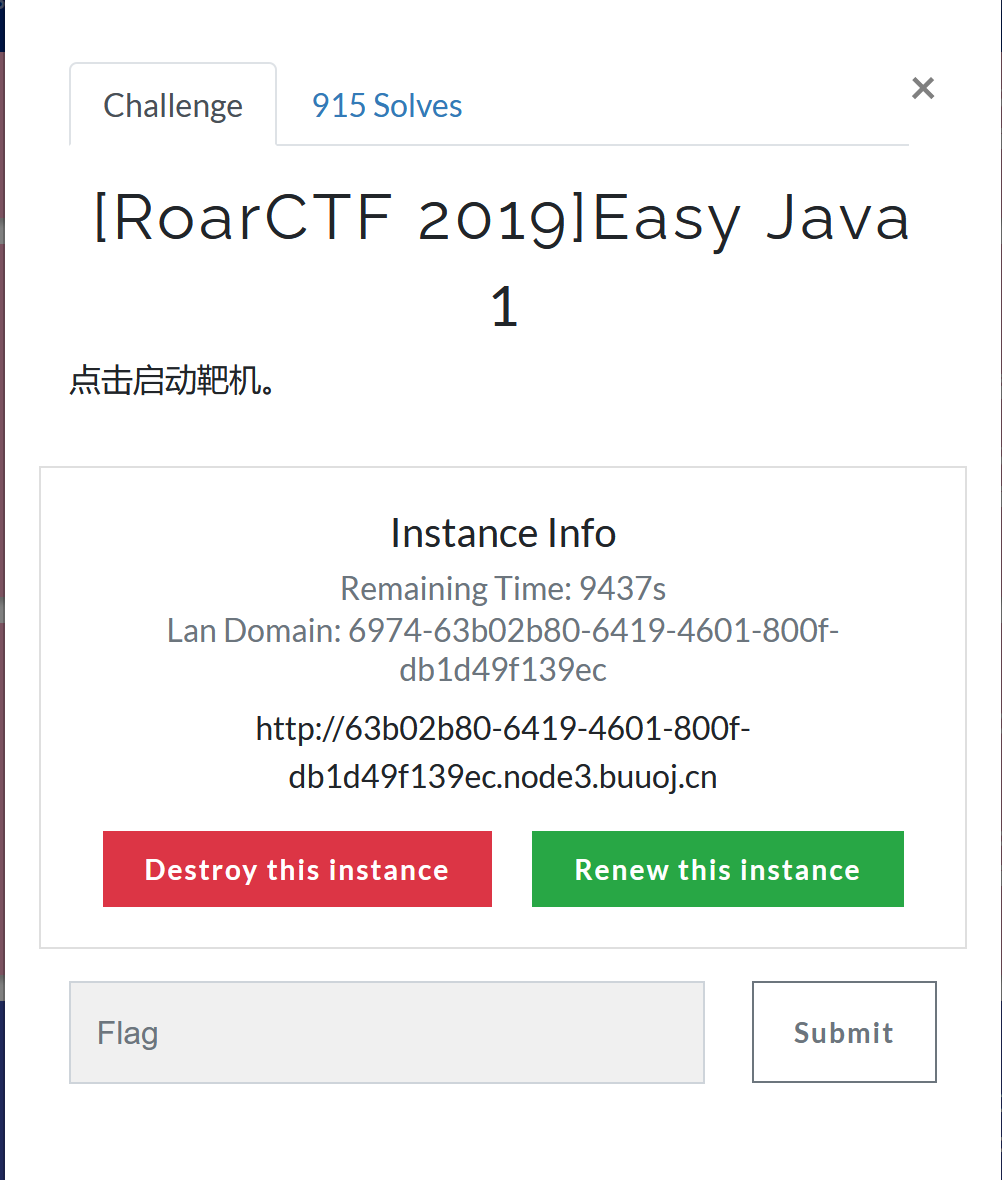 Challenge
915 Solves
×
[RoarCTF 2019]Easy Java
1
点击启动靶机。
Instance Info
Remaining Time: 9437s
Lan Domain: 6974-63b02b80-6419-4601-800f-
db1d49f139ec
http://63b02b80-6419-4601-800f-
db1d49f139ec.node3.buuoj.cn
Destroy this instance
Renew this instance
Flag
Submit